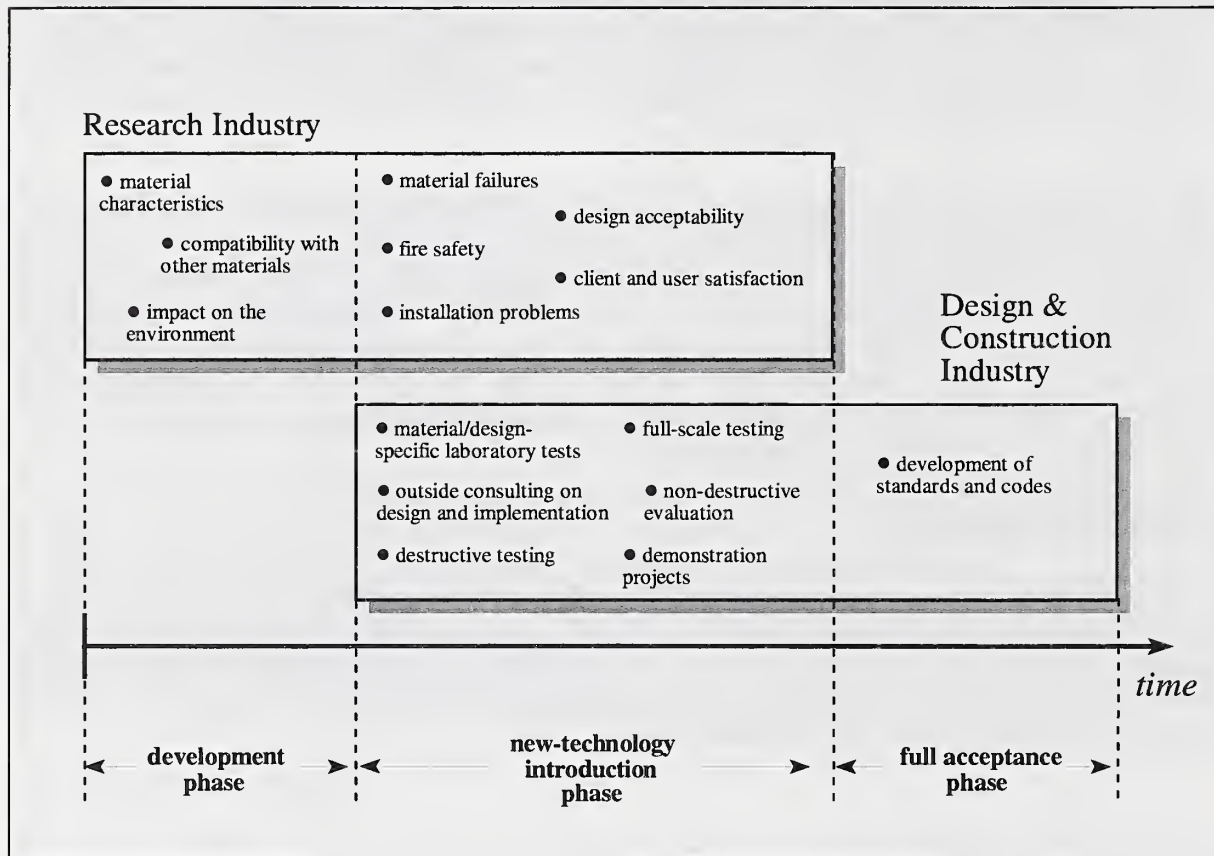 Research Industry
● material
characteristics
● compatibility with
other materials
● impact on the
environment
● material failures
● design acceptability
● fire safety
● client and user satisfaction
● installation problems
Design &
Construction
Industry
● material/design-
specific laboratory tests
● full-scale testing
● outside consulting on
design and implementation
● non-destructive
evaluation
● destructive testing
● demonstration
projects
● development of
standards and codes
time
development
phase
new-technology
introduction
phase
full acceptance
phase